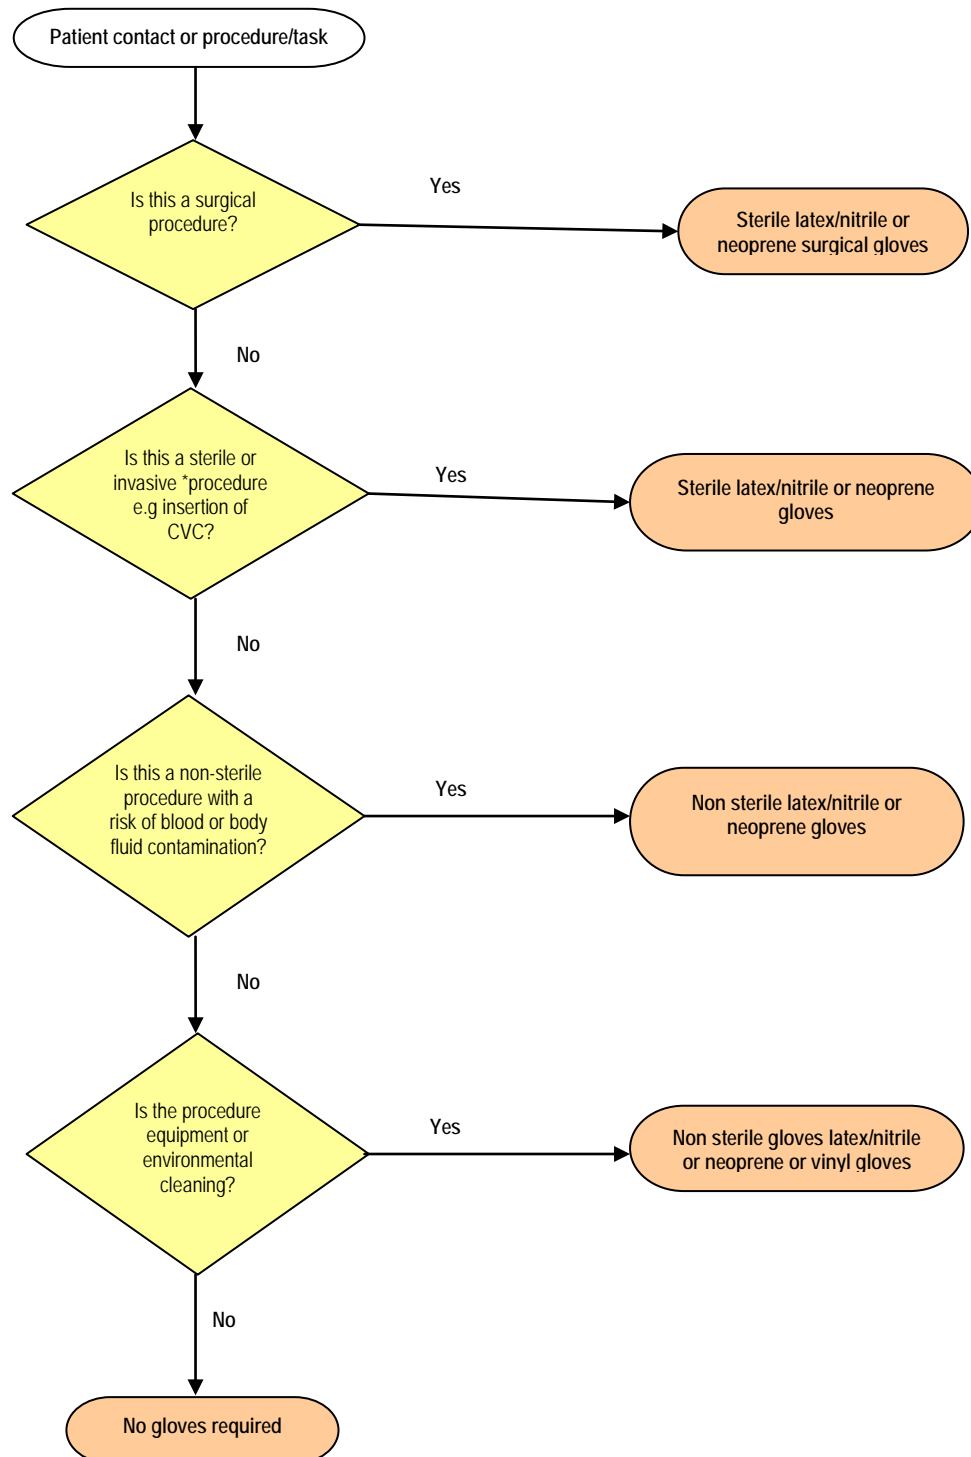 Patient contact or procedure/task
Is this a surgical
procedure?
Yes
Sterile latex/nitrile or
neoprene surgical gloves
No
Is this a sterile or
invasive *procedure
e.g insertion of
CVC?
Yes
Sterile latex/nitrile or neoprene
gloves
No
Is this a non-sterile
procedure with a
risk of blood or body
fluid contamination?
Yes
Non sterile latex/nitrile or
neoprene gloves
No
Is the procedure
equipment or
environmental
cleaning?
Yes
Non sterile gloves latex/nitrile
or neoprene or vinyl gloves
No
No gloves required